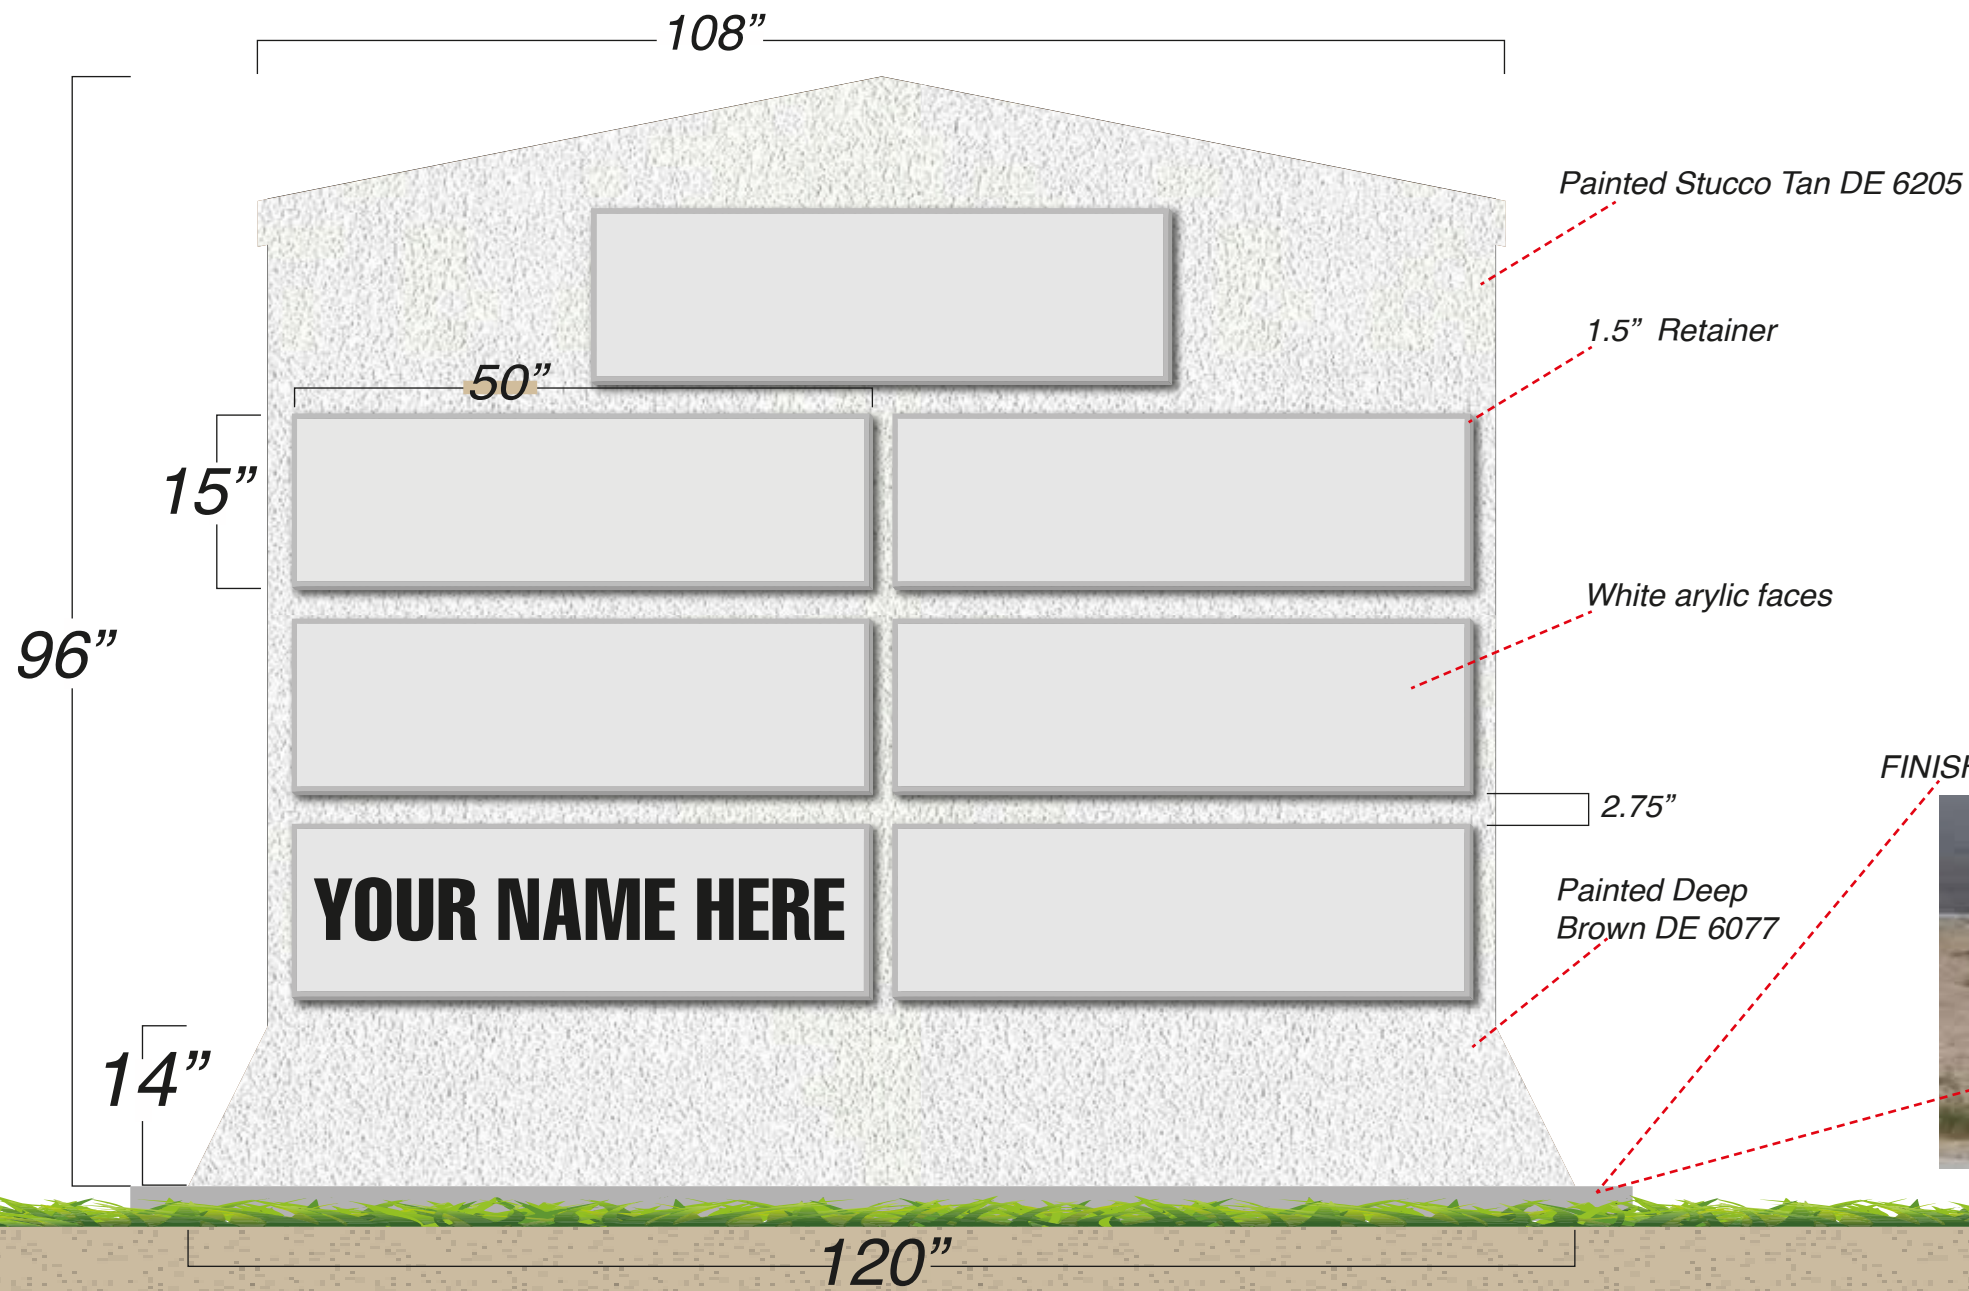 108”
Painted Stucco Tan DE 6205
1.5” Retainer
50”
15”
White arylic faces
96”
2.75”
YOUR NAME HERE
Painted Deep
Brown DE 6077
14”
120”